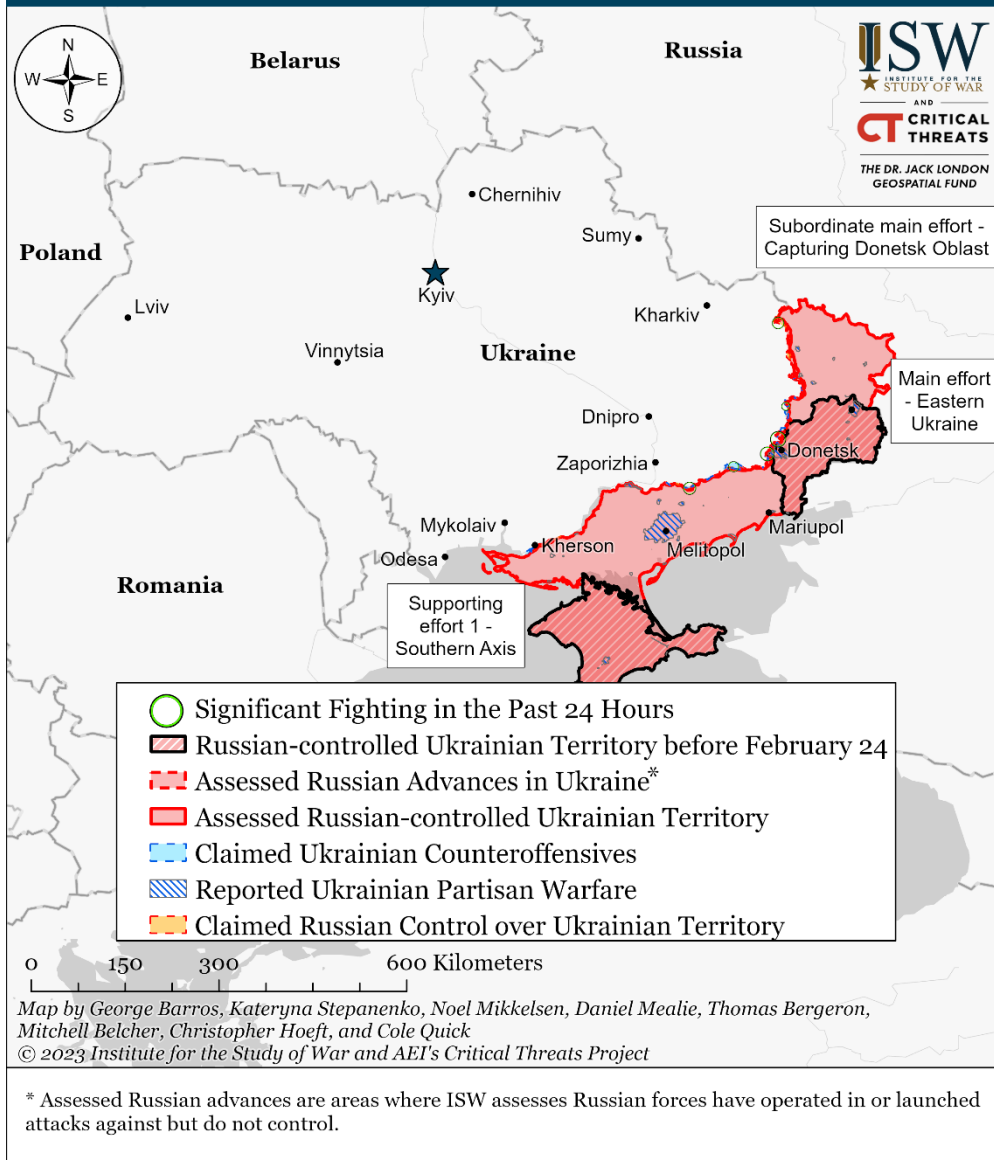 N
W
E
S
Belarus
Russia
ISW
INSTITUTE FOR THE
STUDY OF WAR
AND
CT CRITICAL
THREATS
THE DR. JACK LONDON
GEOSPATIAL FUND
Chernihiv
Sumy
Subordinate main effort -
Capturing Donetsk Oblast
Poland
Kyiv
Lviv
Kharkiv
Vinnytsia
Ukraine
Main effort
- Eastern
Ukraine
Dnipro
Donetsk
Zaporizhia
Mykolaiv
Mariupol
Kherson
Melitopol
Odesa
Romania
Supporting
effort 1 -
Southern Axis
Significant Fighting in the Past 24 Hours
Russian-controlled Ukrainian Territory before February 24
Assessed Russian Advances in Ukraine*
Assessed Russian-controlled Ukrainian Territory
Claimed Ukrainian Counteroffensives
Reported Ukrainian Partisan Warfare
Claimed Russian Control over Ukrainian Territory
0 150 300 600 Kilometers
Map by George Barros, Kateryna Stepanenko, Noel Mikkelsen, Daniel Mealie, Thomas Bergeron,
Mitchell Belcher, Christopher Hoeft, and Cole Quick
© 2023 Institute for the Study of War and AEI's Critical Threats Project
* Assessed Russian advances are areas where ISW assesses Russian forces have operated in or launched
attacks against but do not control.